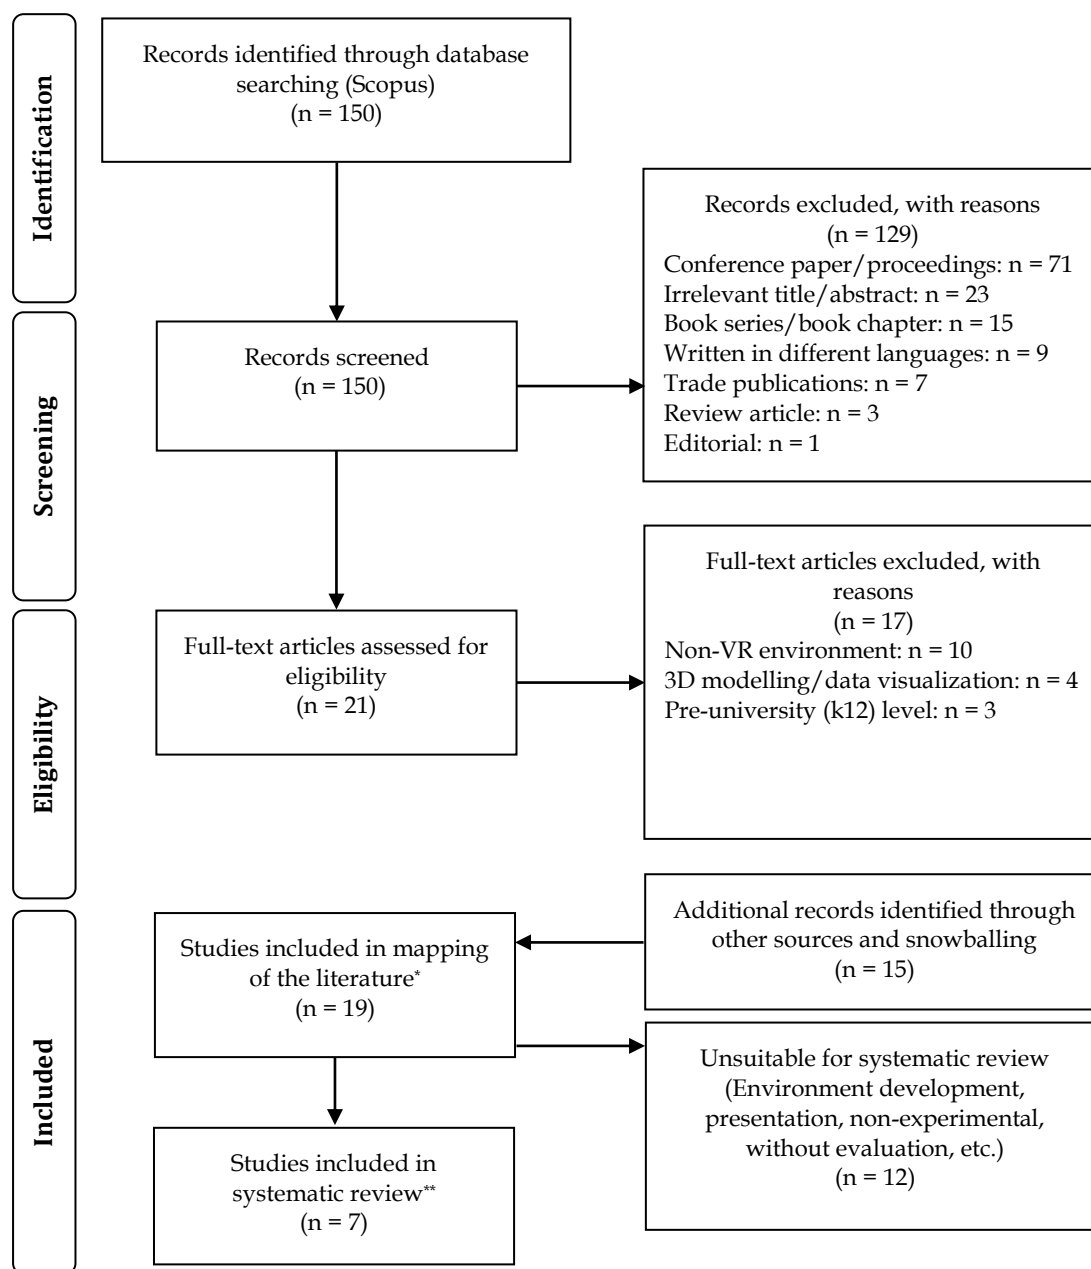 Identification
Records identified through database
searching (Scopus)
(n = 150)
Records excluded, with reasons
(n = 129)
Conference paper/proceedings: n = 71
Irrelevant title/abstract: n = 23
Book series/book chapter: n = 15
Written in different languages: n = 9
Trade publications: n = 7
Review article: n = 3
Editorial: n = 1
Screening
Records screened
(n = 150)
Full-text articles excluded, with
reasons
(n = 17)
Non-VR environment: n = 10
3D modelling/data visualization: n = 4
Pre-university (k12) level: n = 3
Eligibility
Full-text articles assessed for
eligibility
(n = 21)
Additional records identified through
other sources and snowballing
(n = 15)
Included
Studies included in mapping
of the literature*
(n = 19)
Unsuitable for systematic review
(Environment development,
presentation, non-experimental,
without evaluation, etc.)
(n = 12)
Studies included in
systematic review**
(n = 7)